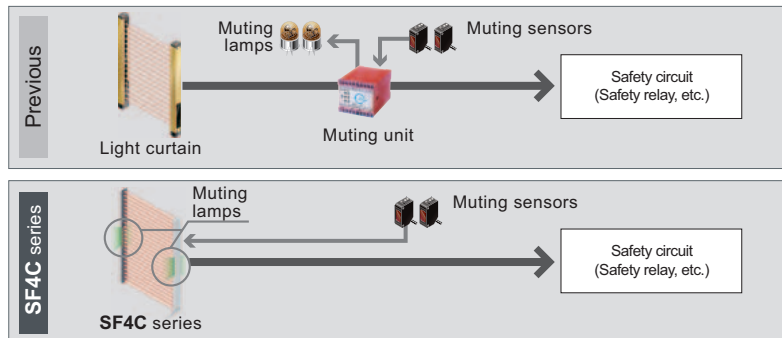 Previous
Muting
lamps
Muting sensors
Light curtain
Muting unit
Safety circuit
(Safety relay, etc.)
SF4C series
Muting
lamps
Muting sensors
SF4C series
Safety circuit
(Safety relay, etc.)